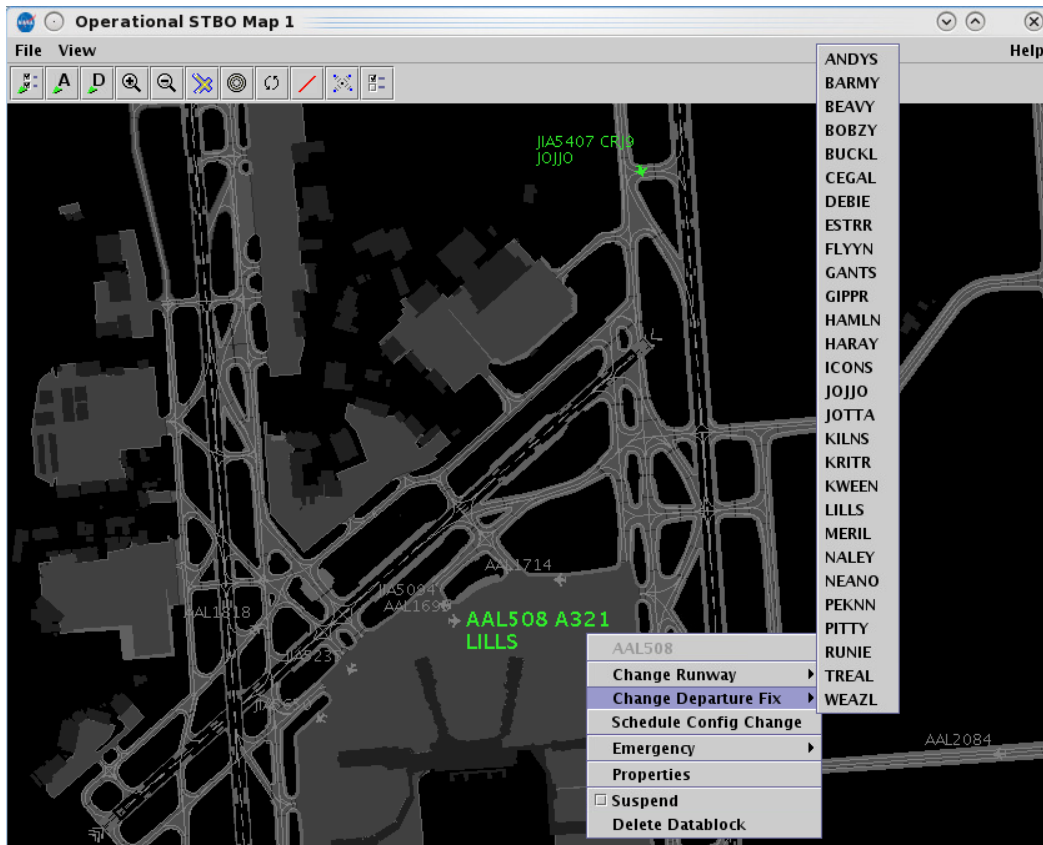 Operational STBO Map 1
File View Help
A D
JIA5407 CRJ9
JOJJO
AAL1714
JIA5094
AAL1696
AAL1818
AAL508 A321
LILLS
JIA523
JIA5650
AAL2084
AAL508
Change Runway
Change Departure Fix
Schedule Config Change
Emergency
Properties
Suspend
Delete Datablock
ANDYS
BARMY
BEAVY
BOBZY
BUCKL
CEGAL
DEBIE
ESTRR
FLYYN
GANTS
GIPPR
HAMLN
HARAY
ICONS
JOJJO
JOTTA
KILNS
KRITR
KWEEN
LILLS
MERIL
NALEY
NEANO
PEKNN
PITTY
RUNIE
TREAL
WEAZL